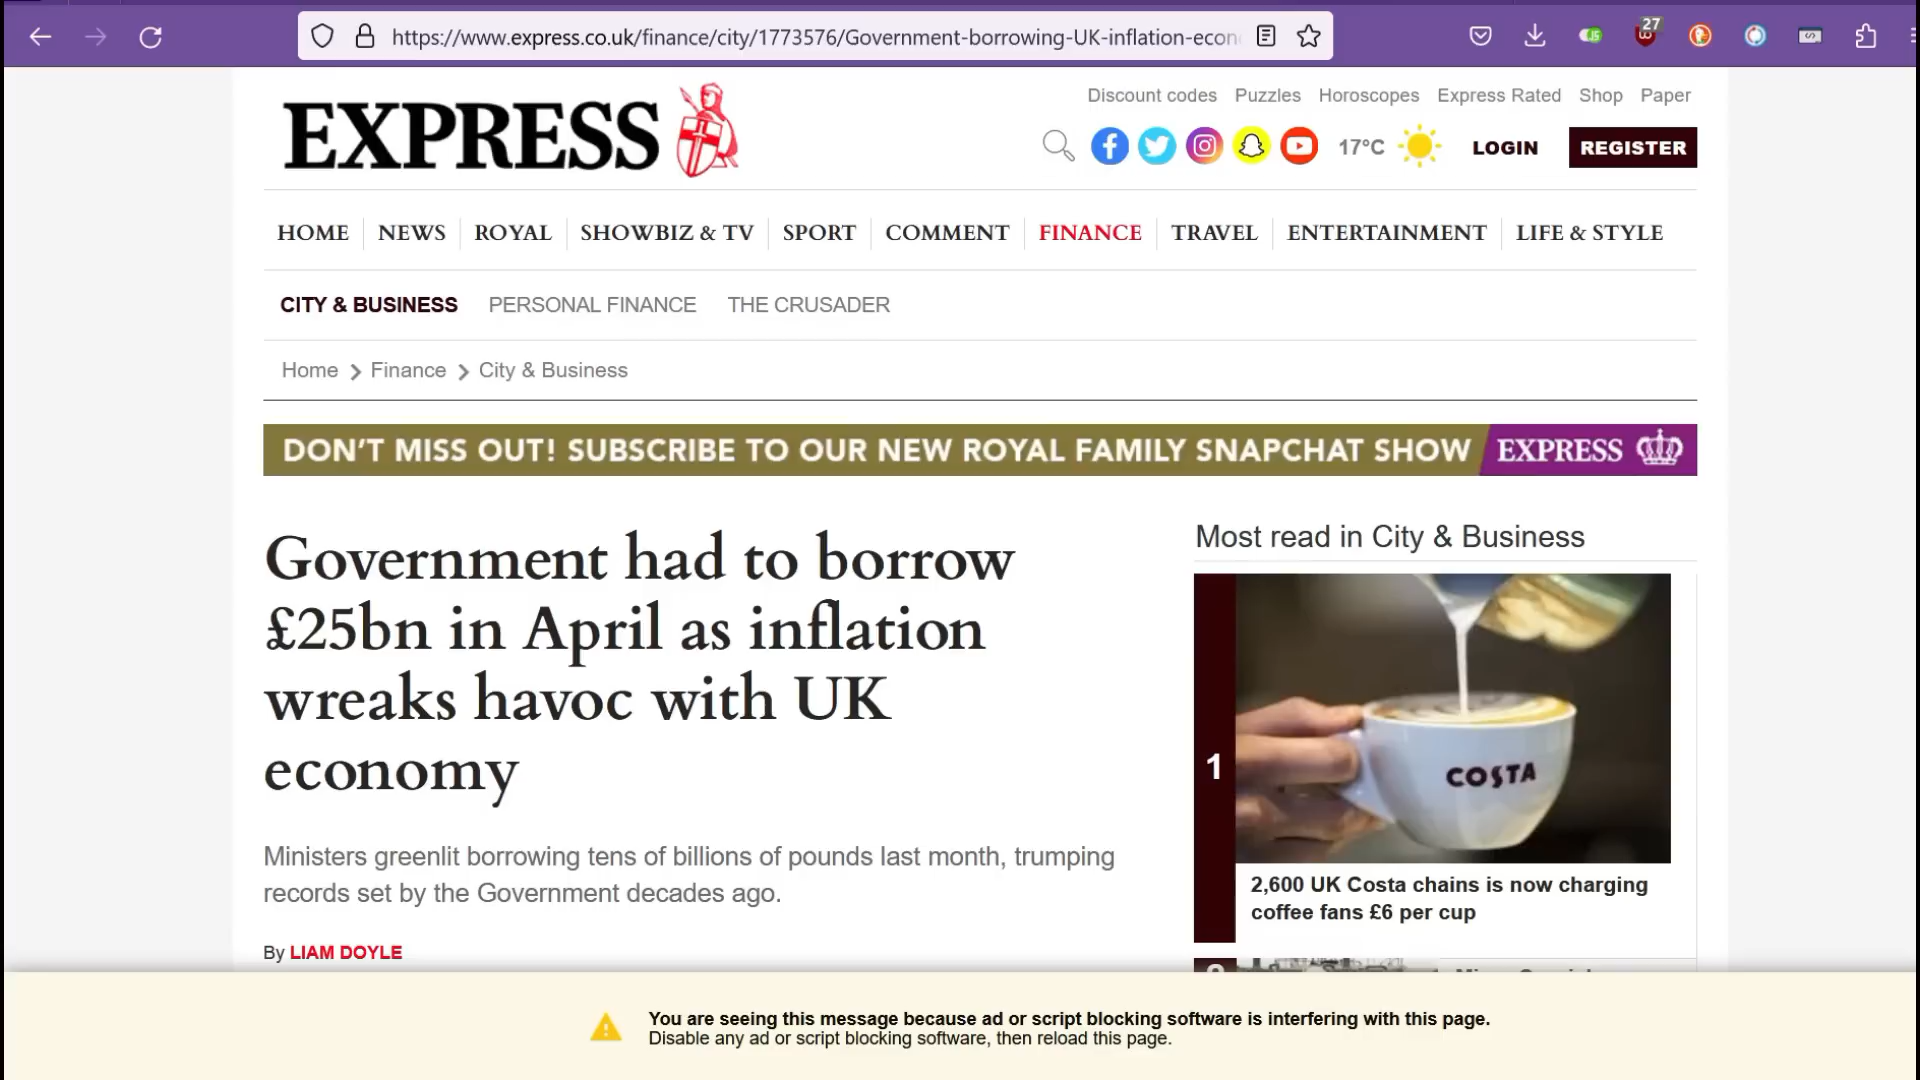 27
https://www.express.co.uk/finance/city/1773576/Government-borrowing-UK-inflation-econ
EXPRESS
Discount codes Puzzles Horoscopes Express Rated Shop Paper
17°C LOGIN REGISTER
HOME NEWS ROYAL SHOWBIZ & TV SPORT COMMENT FINANCE TRAVEL ENTERTAINMENT LIFE & STYLE
CITY & BUSINESS PERSONAL FINANCE THE CRUSADER
Home Finance City & Business
DON'T MISS OUT! SUBSCRIBE TO OUR NEW ROYAL FAMILY SNAPCHAT SHOW EXPRESS
Government had to borrow
£25bn in April as inflation
wreaks havoc with UK
economy
Ministers greenlit borrowing tens of billions of pounds last month, trumping
records set by the Government decades ago.
By LIAM DOYLE
Most read in City & Business
1
COSTA
2,600 UK Costa chains is now charging
coffee fans £6 per cup
You are seeing this message because ad or script blocking software is interfering with this page.
Disable any ad or script blocking software, then reload this page.